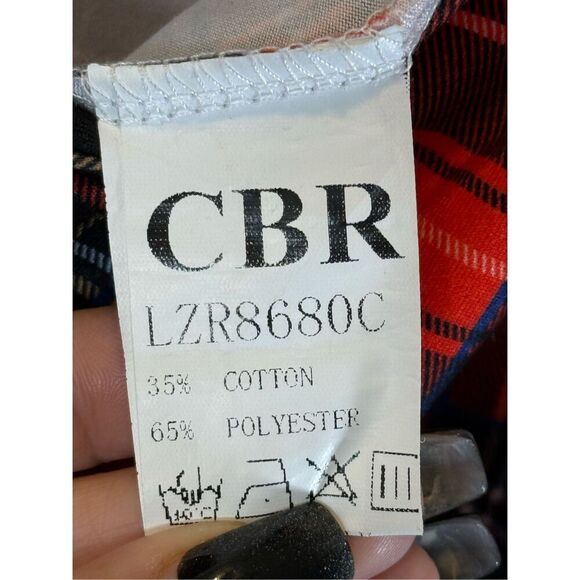 CBR
LZR8680C
35% COTTON
65% POLYESTER